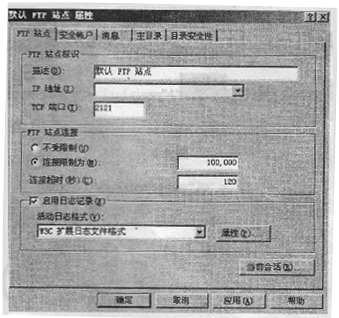 默认 FTP 站点 属性
FTP 站点 安全帐户 消息 主目录 目录安全性
FTP 站点标识
描述(D): 默认 FTP 站点
IP 地址(I):
TCP 端口(T): 2121
FTP 站点连接
不受限制(U)
连接限制为(M): 100,000
连接超时(秒)(C): 120
启用日志记录(E)
活动日志格式(V):
W3C 扩展日志文件格式 属性(P)...
当前会话(R)...
确定 取消 应用(A) 帮助